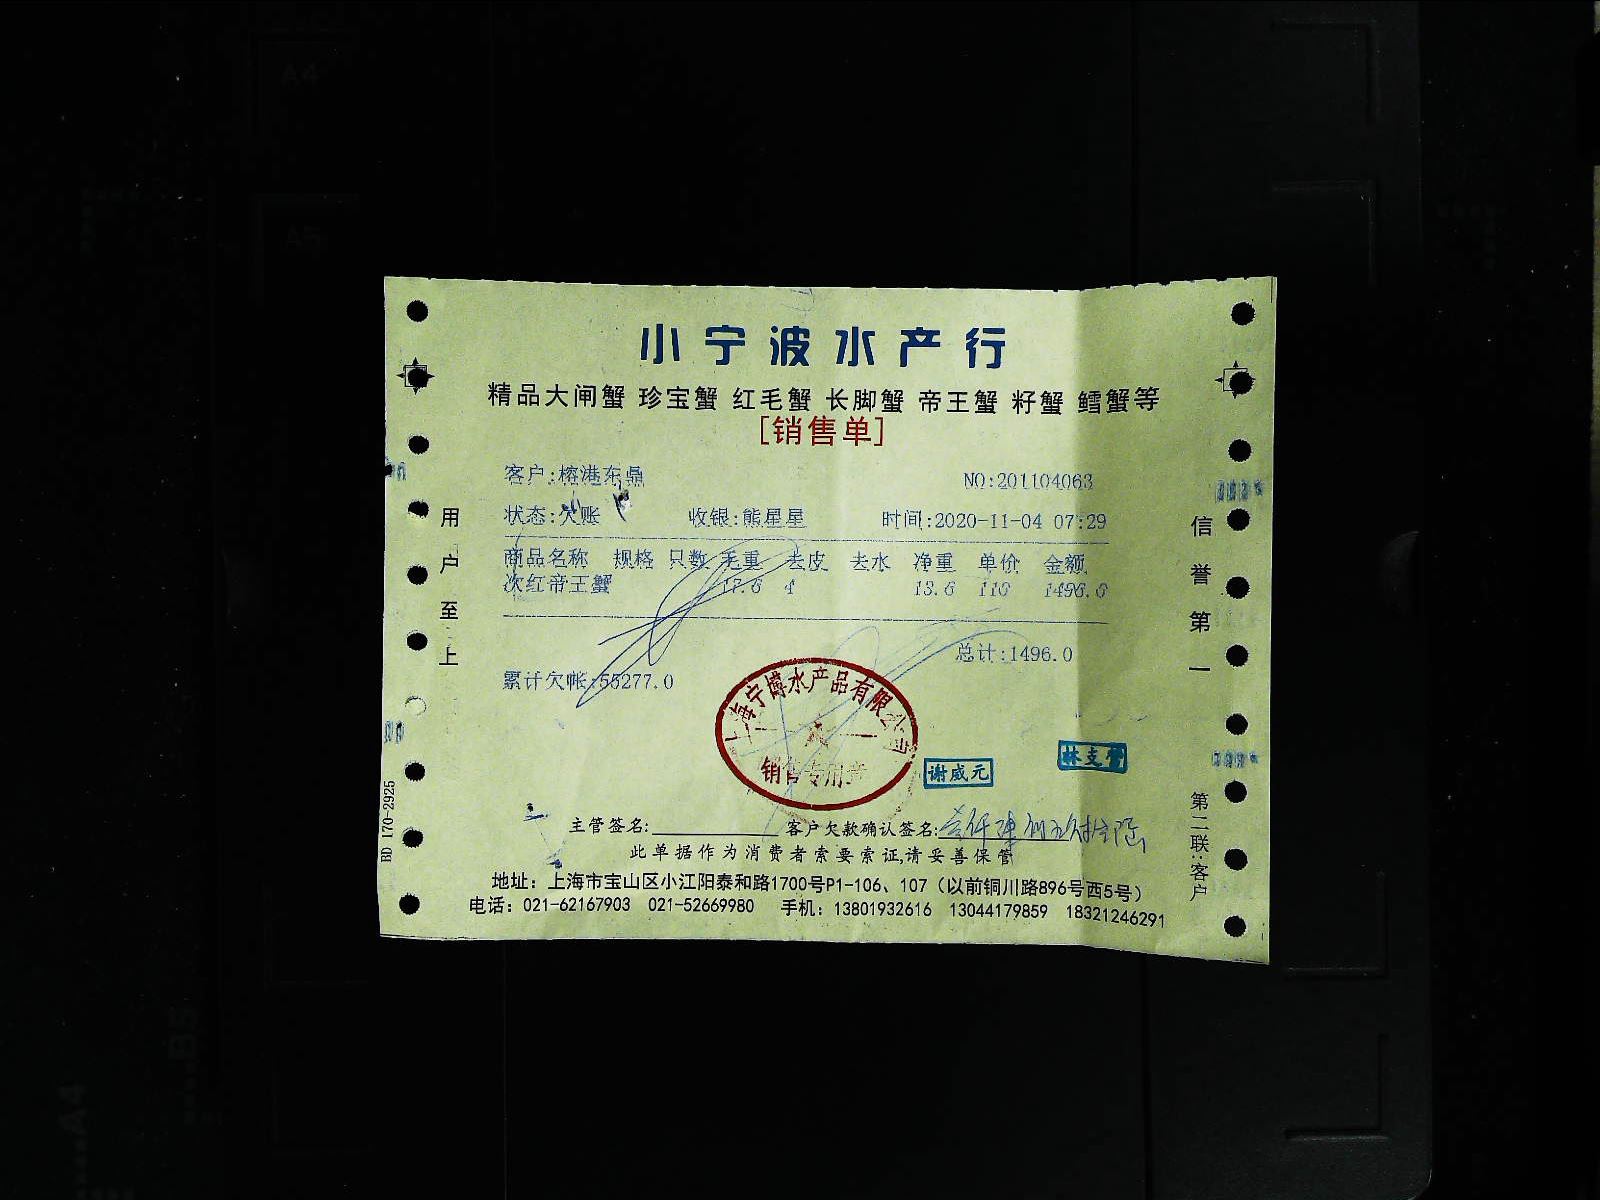 小宁波水产行
精品大闸蟹 珍宝蟹 红毛蟹 长脚蟹 帝王蟹 籽蟹 鳕蟹等
[销售单]
客户:榕港东鼎
NO:201104063
状态:欠账 收银:熊星星 时间:2020-11-04 07:29
商品名称 规格 只数 毛重 去皮 去水 净重 单价 金额
次红帝王蟹 17.6 4 13.6 110 1496.0
总计:1496.0
累计欠帐:55277.0
上海宁博水产品有限公司
销售专用章
谢威元
林支管
主管签名: 客户欠款确认签名:
此单据作为消费者索要索证,请妥善保管
地址：上海市宝山区小江阳泰和路1700号P1-106、107（以前铜川路896号西5号）
电话：021-62167903 021-52669980 手机：13801932616 13044179859 18321246291
用户至上
信誉第一
第二联:客户
BD 170-2925
A4
A5
B5
A4